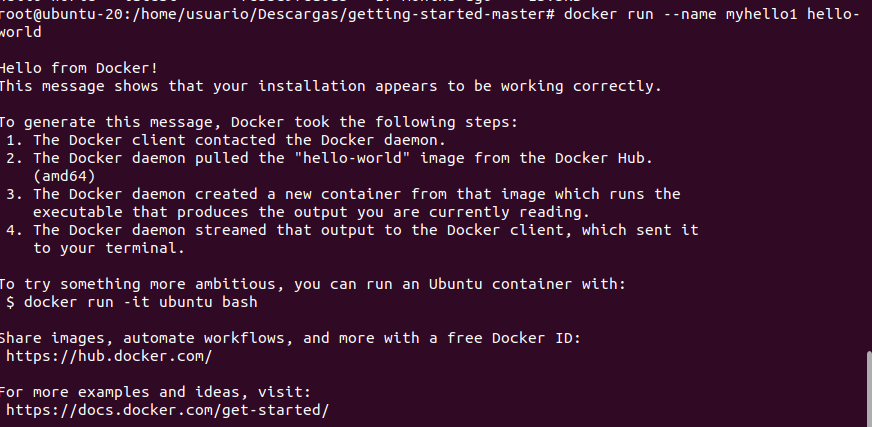 root@ubuntu-20:/home/usuario/Descargas/getting-started-master# docker run --name myhello1 hello-
world
Hello from Docker!
This message shows that your installation appears to be working correctly.
To generate this message, Docker took the following steps:
1. The Docker client contacted the Docker daemon.
2. The Docker daemon pulled the "hello-world" image from the Docker Hub.
(amd64)
3. The Docker daemon created a new container from that image which runs the
executable that produces the output you are currently reading.
4. The Docker daemon streamed that output to the Docker client, which sent it
to your terminal.
To try something more ambitious, you can run an Ubuntu container with:
$ docker run -it ubuntu bash
Share images, automate workflows, and more with a free Docker ID:
https://hub.docker.com/
For more examples and ideas, visit:
https://docs.docker.com/get-started/